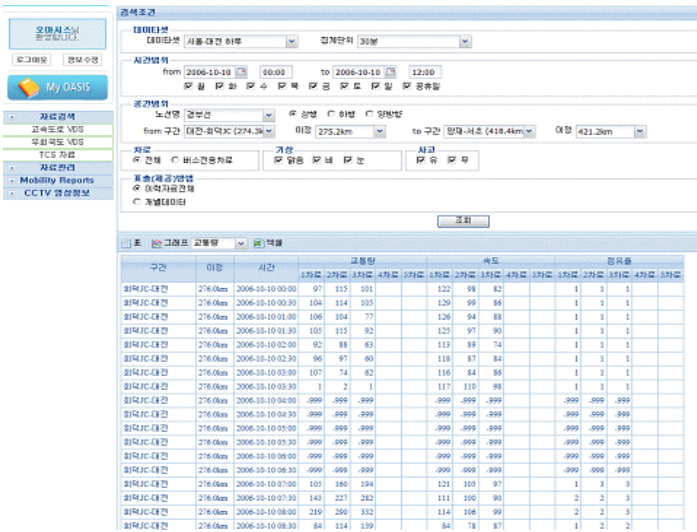 오마시스님
환영합니다.
로그아웃 정보수정
My OASIS
자료검색
고속도로 VDS
우회국도 VDS
TCS 자료
자료관리
Mobility Reports
CCTV 영상정보
검색조건
데이터셋
데이터셋 서울-대전 하루 집계단위 30분
시간범위
from 2006-10-10 00:00 to 2006-10-10 12:00
월 화 수 목 금 토 일 공휴일
공간범위
노선명 경부선 상행 하행 양방향
from 구간 대전-회덕JC (274.3k 이정 275.2km to 구간 양재-서초 (418.4km 이정 421.2km
차로 기상 사고
전체 버스전용차로 맑음 비 눈 유 무
표출(제공)방법
이력자료전체
개별데이터
조회
표 그래프 교통량 엑셀
구간 이정 시간 교통량 속도 점유율
1차로 2차로 3차로 4차로 5차로 1차로 2차로 3차로 4차로 5차로 1차로 2차로 3차로 4차로 5차로
회덕JC-대전 276.0km 2006-10-10 00:00 97 115 101 122 98 82 1 1 1
회덕JC-대전 276.0km 2006-10-10 00:30 104 114 105 129 99 86 1 1 1
회덕JC-대전 276.0km 2006-10-10 01:00 106 104 77 126 94 88 1 1 1
회덕JC-대전 276.0km 2006-10-10 01:30 105 115 92 125 97 90 1 1 1
회덕JC-대전 276.0km 2006-10-10 02:00 92 88 63 113 89 74 1 1 1
회덕JC-대전 276.0km 2006-10-10 02:30 96 97 60 118 87 84 1 1 1
회덕JC-대전 276.0km 2006-10-10 03:00 107 74 62 116 84 86 1 1 1
회덕JC-대전 276.0km 2006-10-10 03:30 1 2 1 117 110 98 1 1 1
회덕JC-대전 276.0km 2006-10-10 04:00 -999 -999 -999 -999 -999 -999 -999 -999 -999
회덕JC-대전 276.0km 2006-10-10 04:30 -999 -999 -999 -999 -999 -999 -999 -999 -999
회덕JC-대전 276.0km 2006-10-10 05:00 -999 -999 -999 -999 -999 -999 -999 -999 -999
회덕JC-대전 276.0km 2006-10-10 05:30 -999 -999 -999 -999 -999 -999 -999 -999 -999
회덕JC-대전 276.0km 2006-10-10 06:00 -999 -999 -999 -999 -999 -999 -999 -999 -999
회덕JC-대전 276.0km 2006-10-10 06:30 -999 -999 -999 -999 -999 -999 -999 -999 -999
회덕JC-대전 276.0km 2006-10-10 07:00 105 160 194 121 105 97 1 3 3
회덕JC-대전 276.0km 2006-10-10 07:30 143 227 282 111 100 90 2 2 3
회덕JC-대전 276.0km 2006-10-10 08:00 219 290 332 114 106 99 2 2 3
회덕JC-대전 276.0km 2006-10-10 08:30 84 114 139 84 78 87 1 1 2